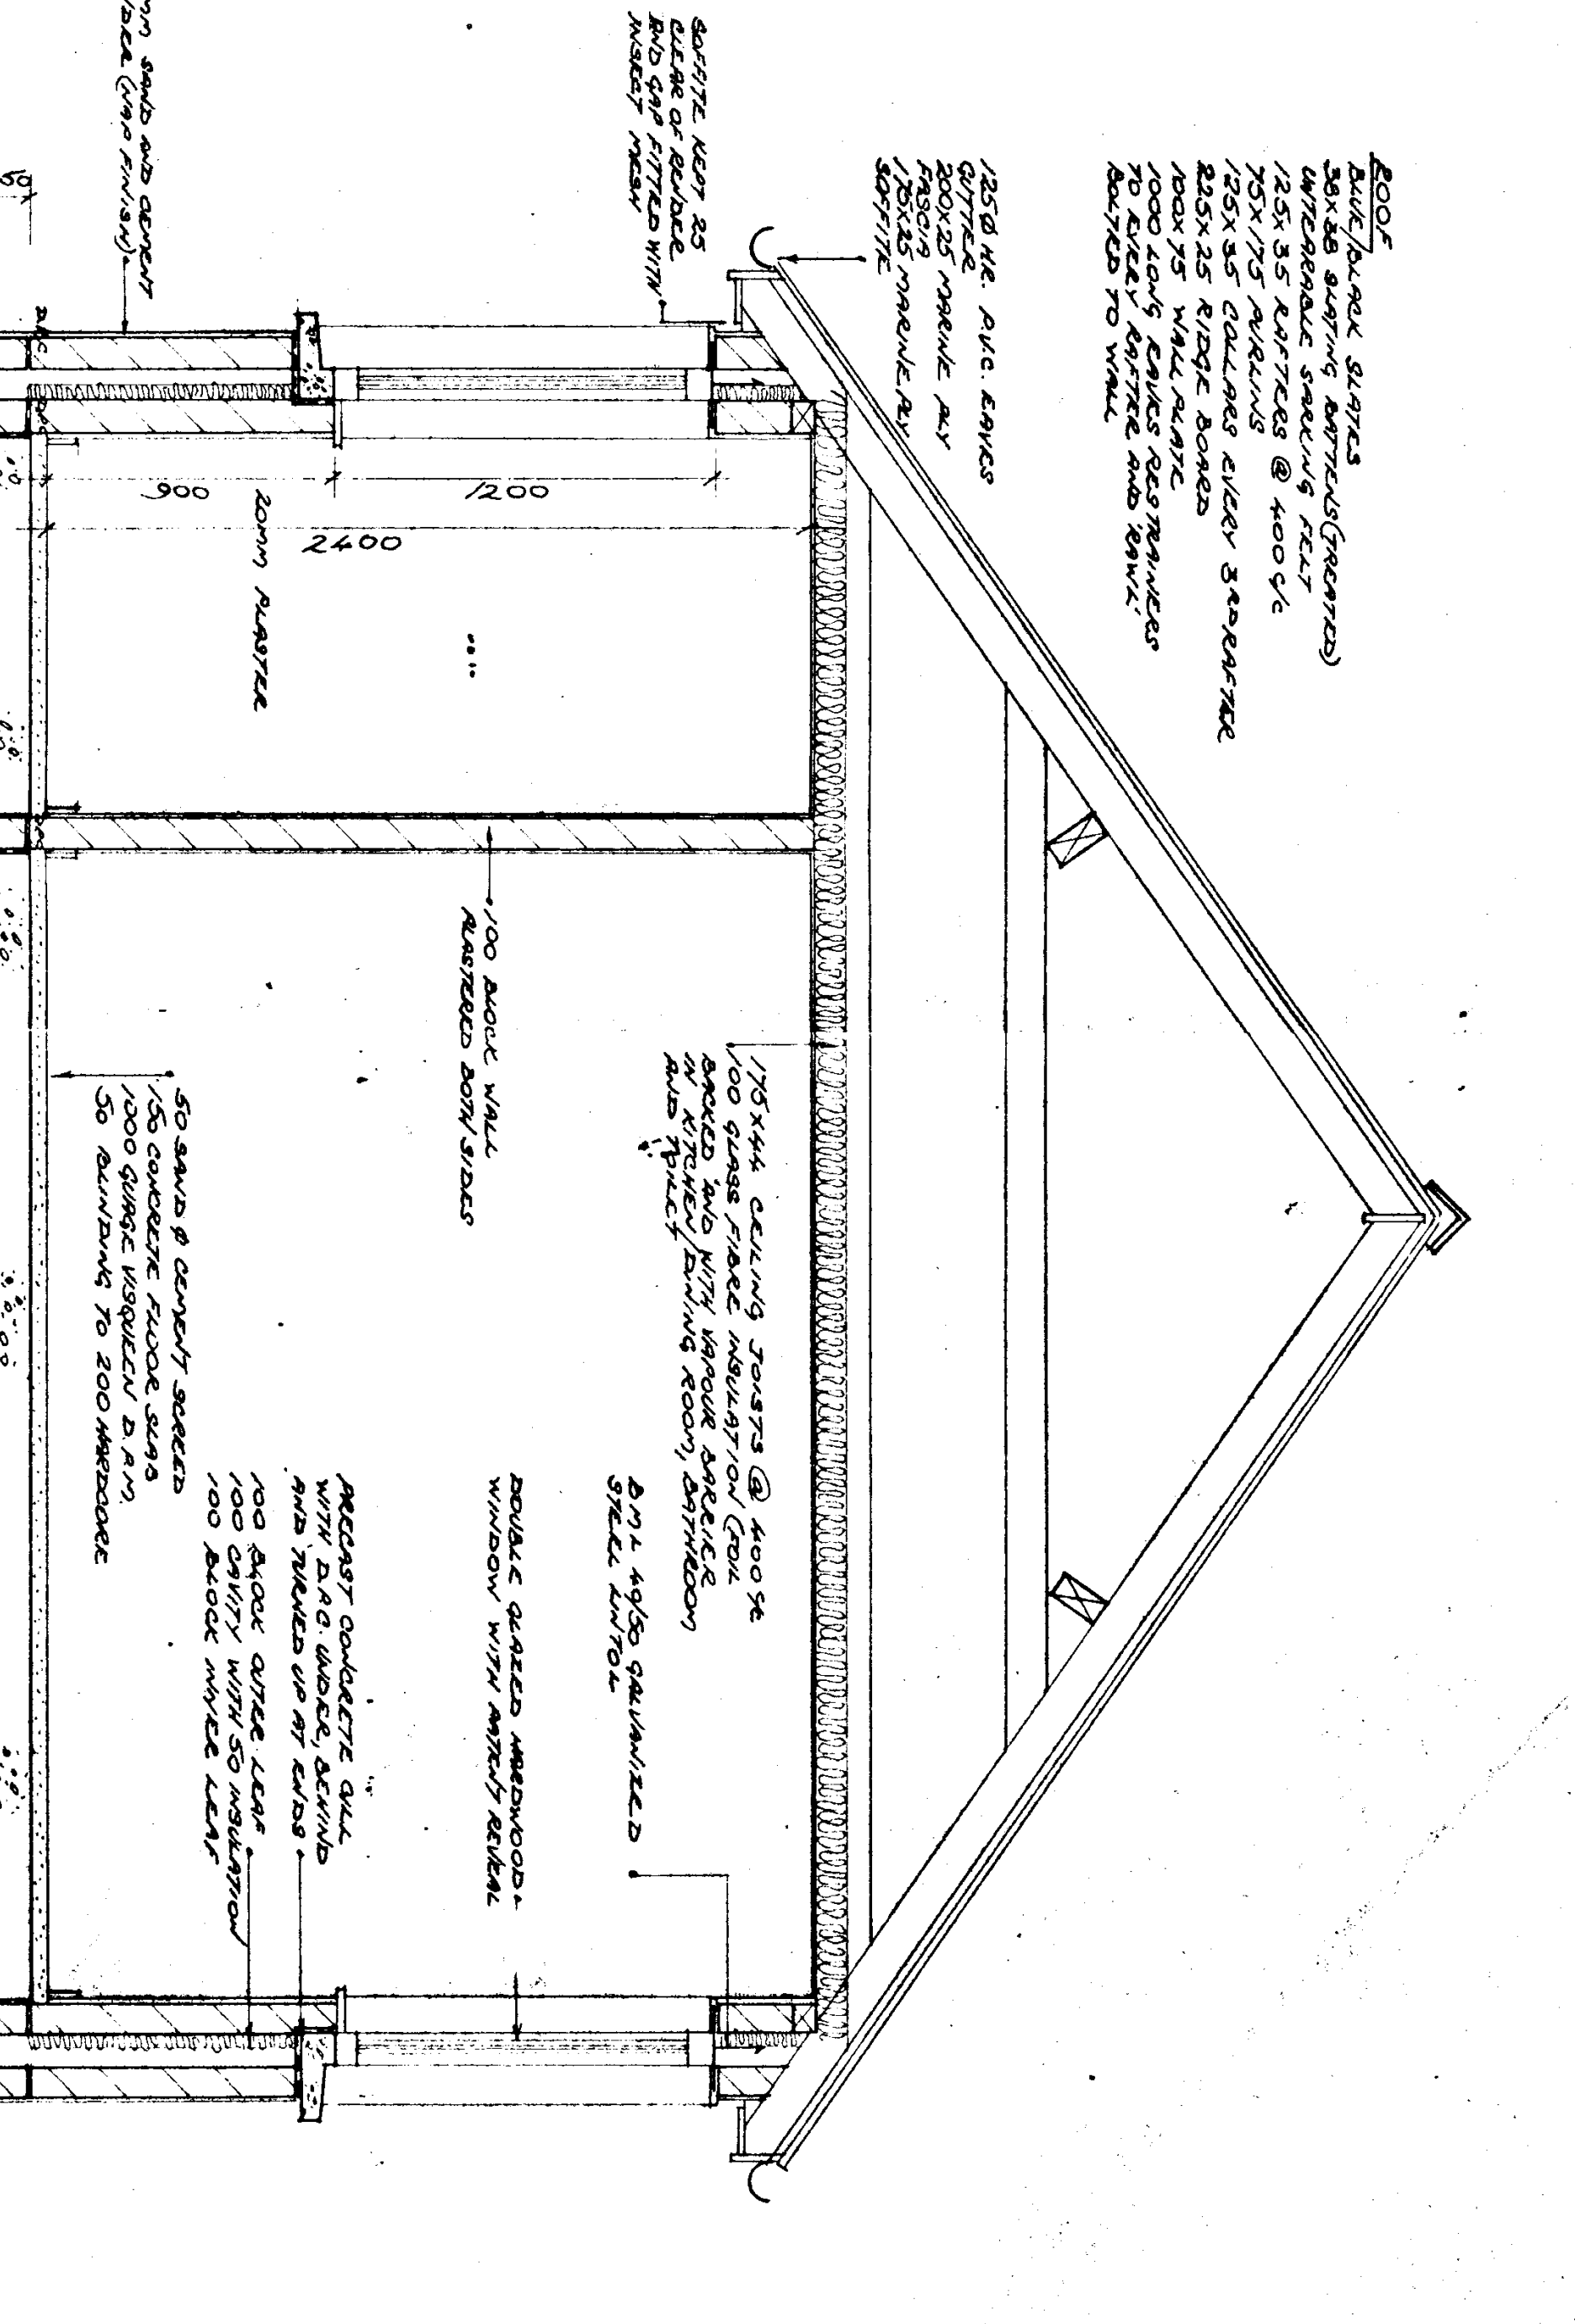 ROOF
BLUE/BLACK SLATES
38X38 SLATING BATTENS (TREATED)
UNTEARABLE SARKING FELT
125X35 RAFTERS @ 400 C/C
75X175 PURLINS
125X35 COLLARS EVERY 3RD RAFTER
225X25 RIDGE BOARD
100X75 WALL PLATE
1000 LONG EAVES RESTRAINERS
TO EVERY RAFTER AND 'RAWL'
BOLTED TO WALL
125Ø H.R. P.V.C. EAVES
GUTTER
200X25 MARINE PLY
FASCIA
175X25 MARINE PLY
SOFFITE
SOFFITE KEPT 25
CLEAR OF RENDER
AND GAP FITTED WITH
INSECT MESH
175X44 CEILING JOISTS @ 400 C/C
100 GLASS FIBRE INSULATION (FOIL
BACKED AND WITH VAPOUR BARRIER
IN KITCHEN/DINING ROOM, BATHROOM
AND TOILET
B M L 49/50 GALVANIZED
STEEL LINTOL
DOUBLE GLAZED HARDWOOD
WINDOW WITH PATENT REVEAL
100 BLOCK WALL
PLASTERED BOTH SIDES
1200
900
2400
20MM PLASTER
PRECAST CONCRETE CILL
WITH D.P.C. UNDER, BEHIND
AND TURNED UP AT ENDS
100 BLOCK OUTER LEAF
100 CAVITY WITH 50 INSULATION
100 BLOCK INNER LEAF
50 SAND & CEMENT SCREED
150 CONCRETE FLOOR SLAB
1000 GUAGE VISQUEEN D.P.M.
50 BLINDING TO 200 HARDCORE
MM SAND AND CEMENT
NDER (NAP FINISH)
D.P.C
D.P.C
DPC